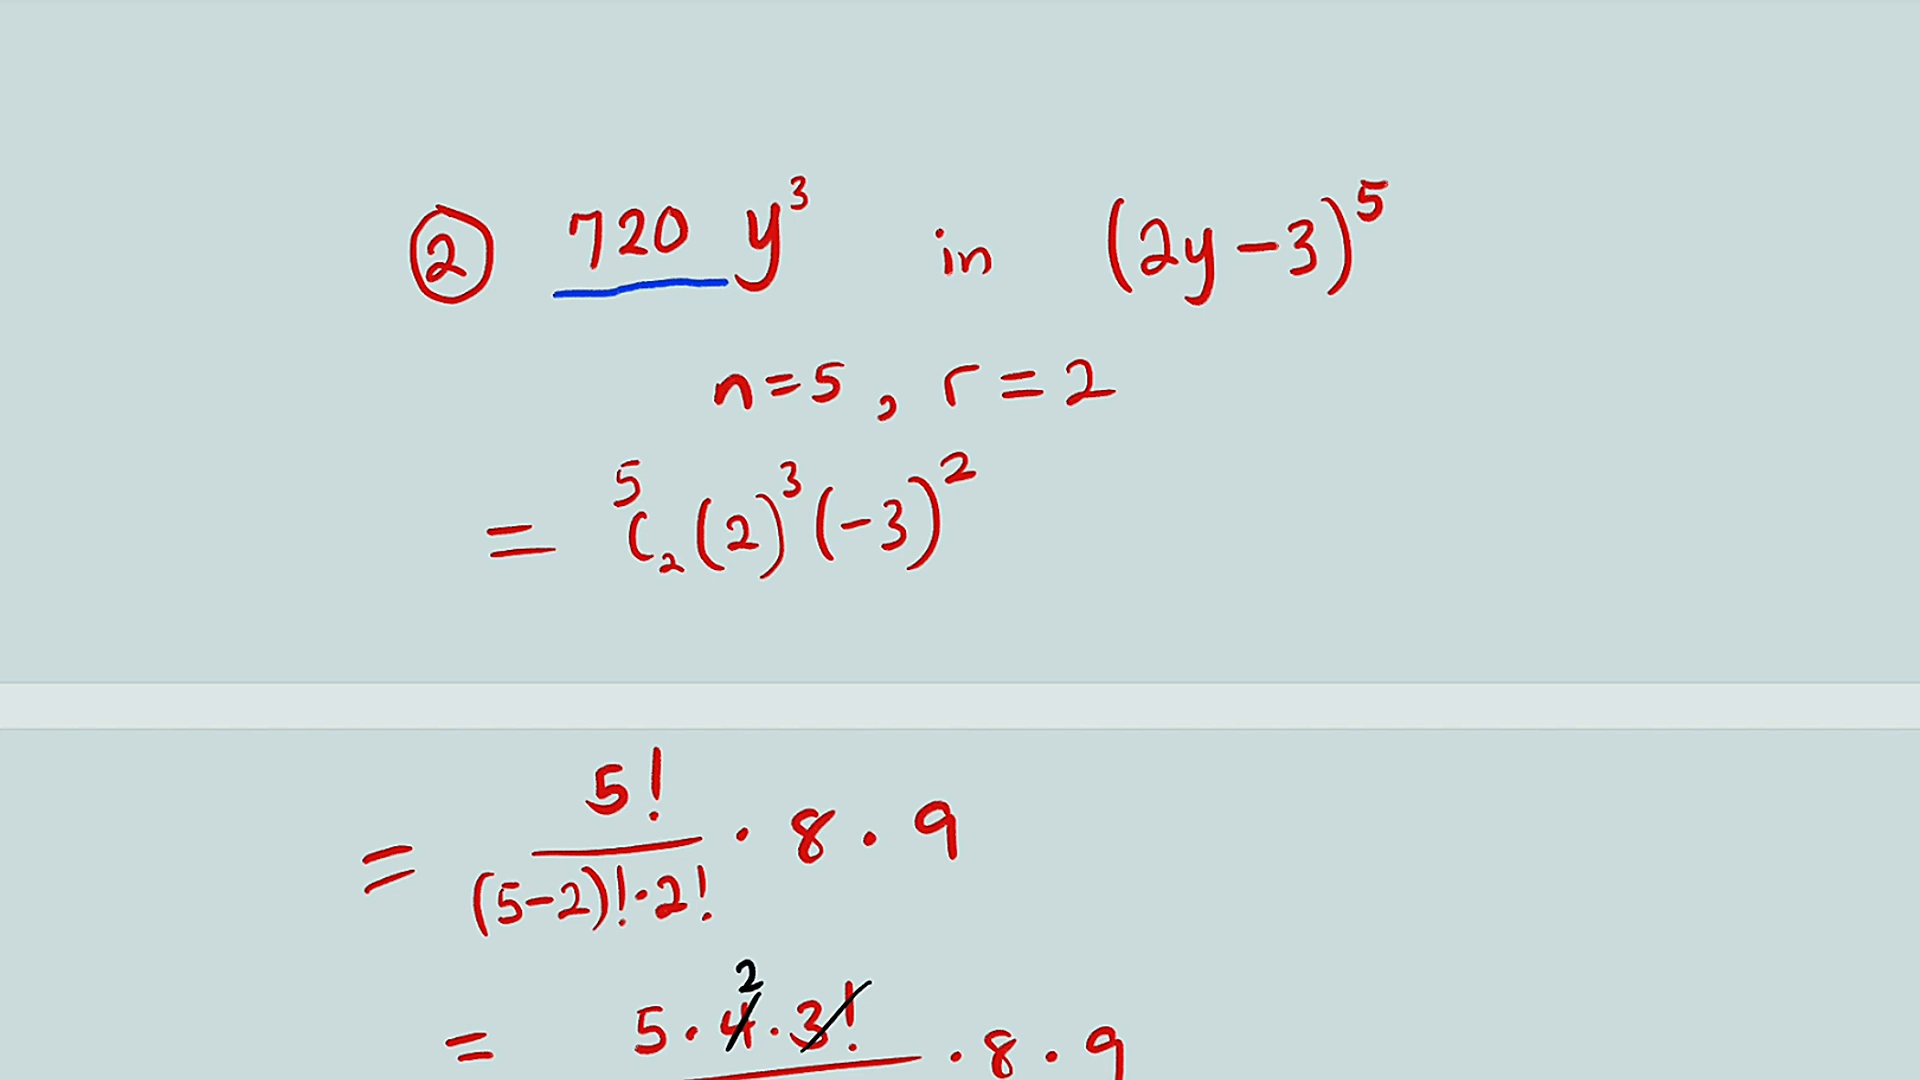 ② 720 y³ in (2y-3)⁵
n=5, r=2
= ⁵C₂(2)³(-3)²
5!
= ――― · 8 · 9
(5-2)!·2!
2
= 5·4·3! · 8 · 9